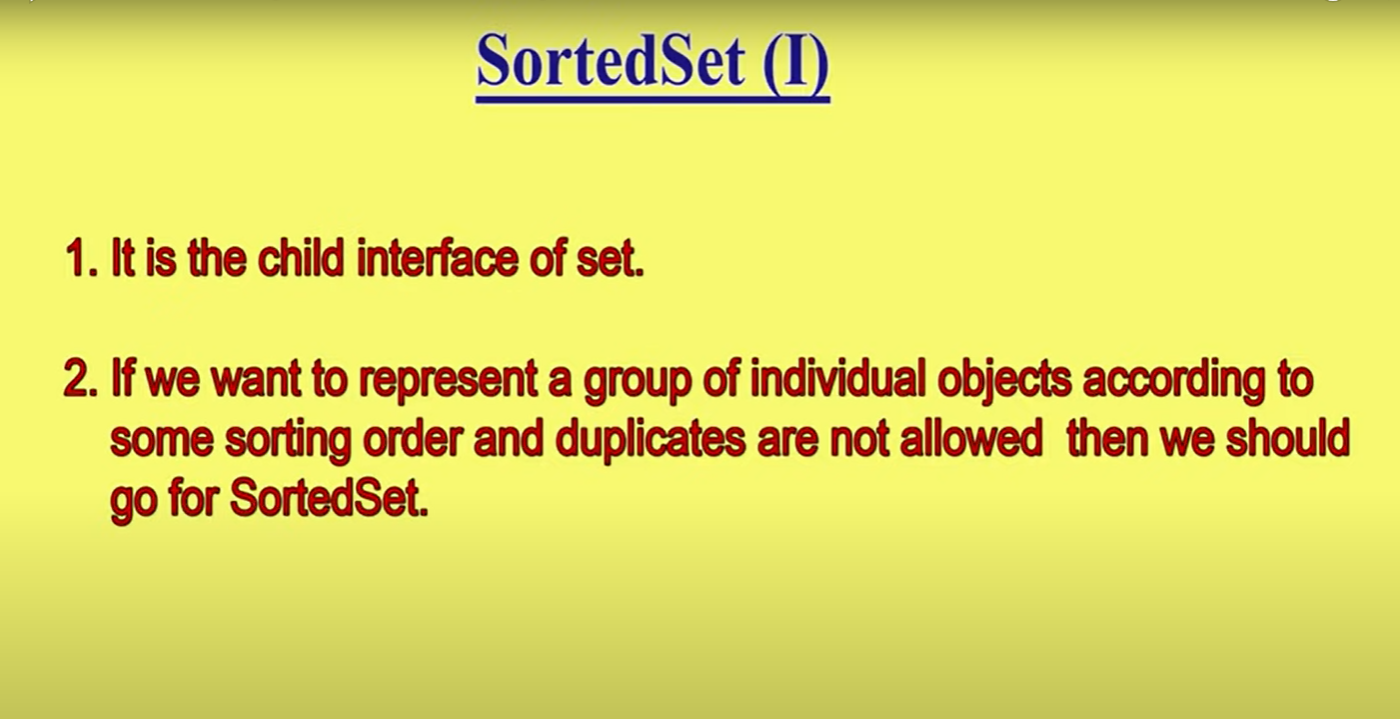 SortedSet (I)
1. It is the child interface of set.
2. If we want to represent a group of individual objects according to
some sorting order and duplicates are not allowed then we should
go for SortedSet.